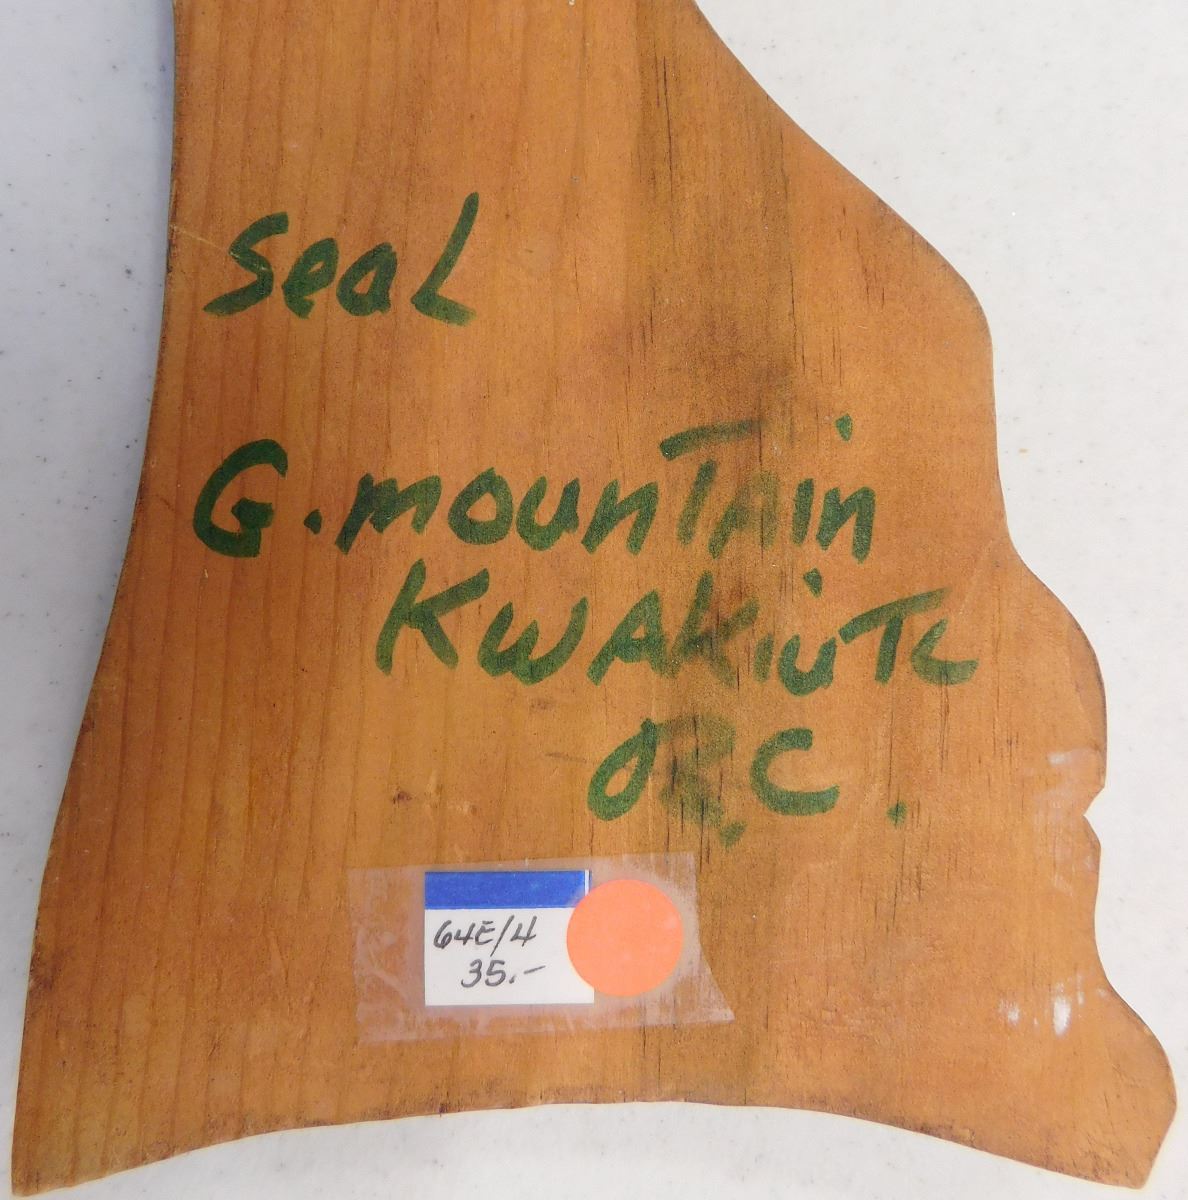 seaL
G. mounTain
KwAKiuTL
B.C.
64E/4
35.-